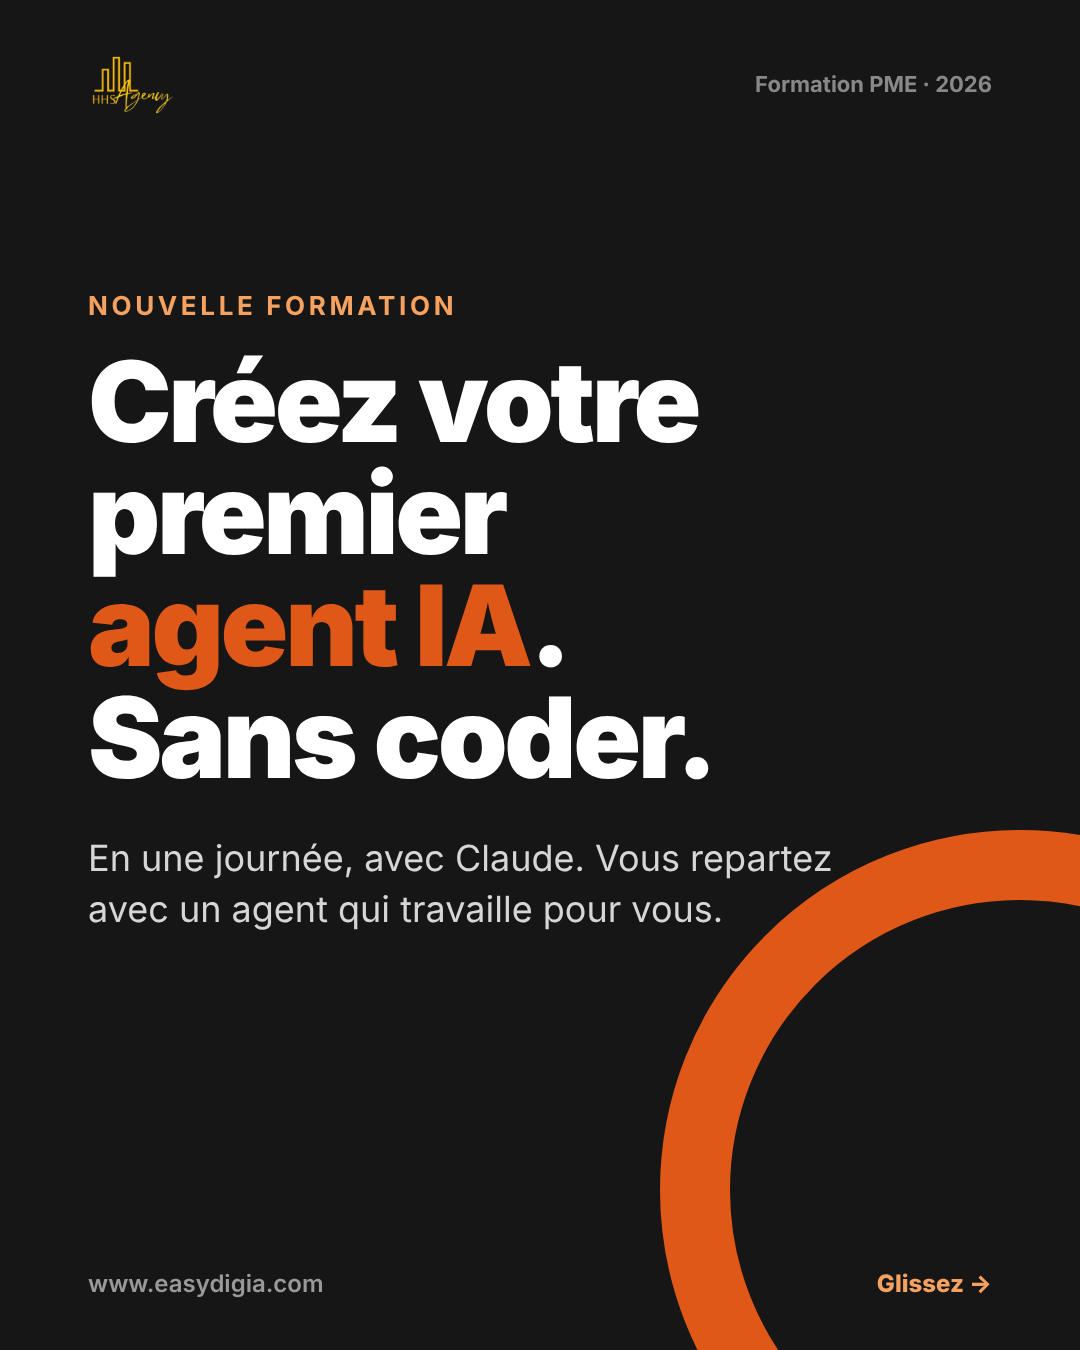 HHS Agency
Formation PME · 2026
NOUVELLE FORMATION
Créez votre
premier
agent IA.
Sans coder.
En une journée, avec Claude. Vous repartez
avec un agent qui travaille pour vous.
www.easydigia.com
Glissez →